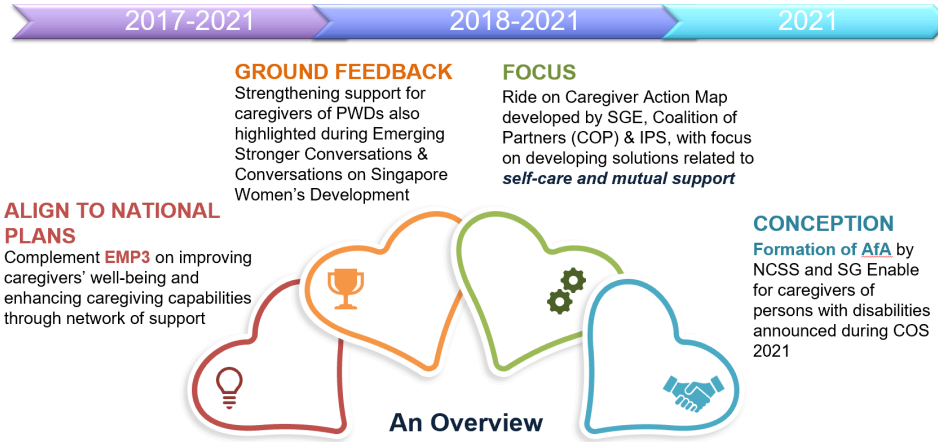 2017-2021
2018-2021
2021
GROUND FEEDBACK
Strengthening support for
caregivers of PWDs also
highlighted during Emerging
Stronger Conversations &
Conversations on Singapore
Women's Development
FOCUS
Ride on Caregiver Action Map
developed by SGE, Coalition of
Partners (COP) & IPS, with focus
on developing solutions related to
self-care and mutual support
ALIGN TO NATIONAL
PLANS
Complement EMP3 on improving
caregivers' well-being and
enhancing caregiving capabilities
through network of support
CONCEPTION
Formation of AfA by
NCSS and SG Enable
for caregivers of
persons with disabilities
announced during COS
2021
An Overview